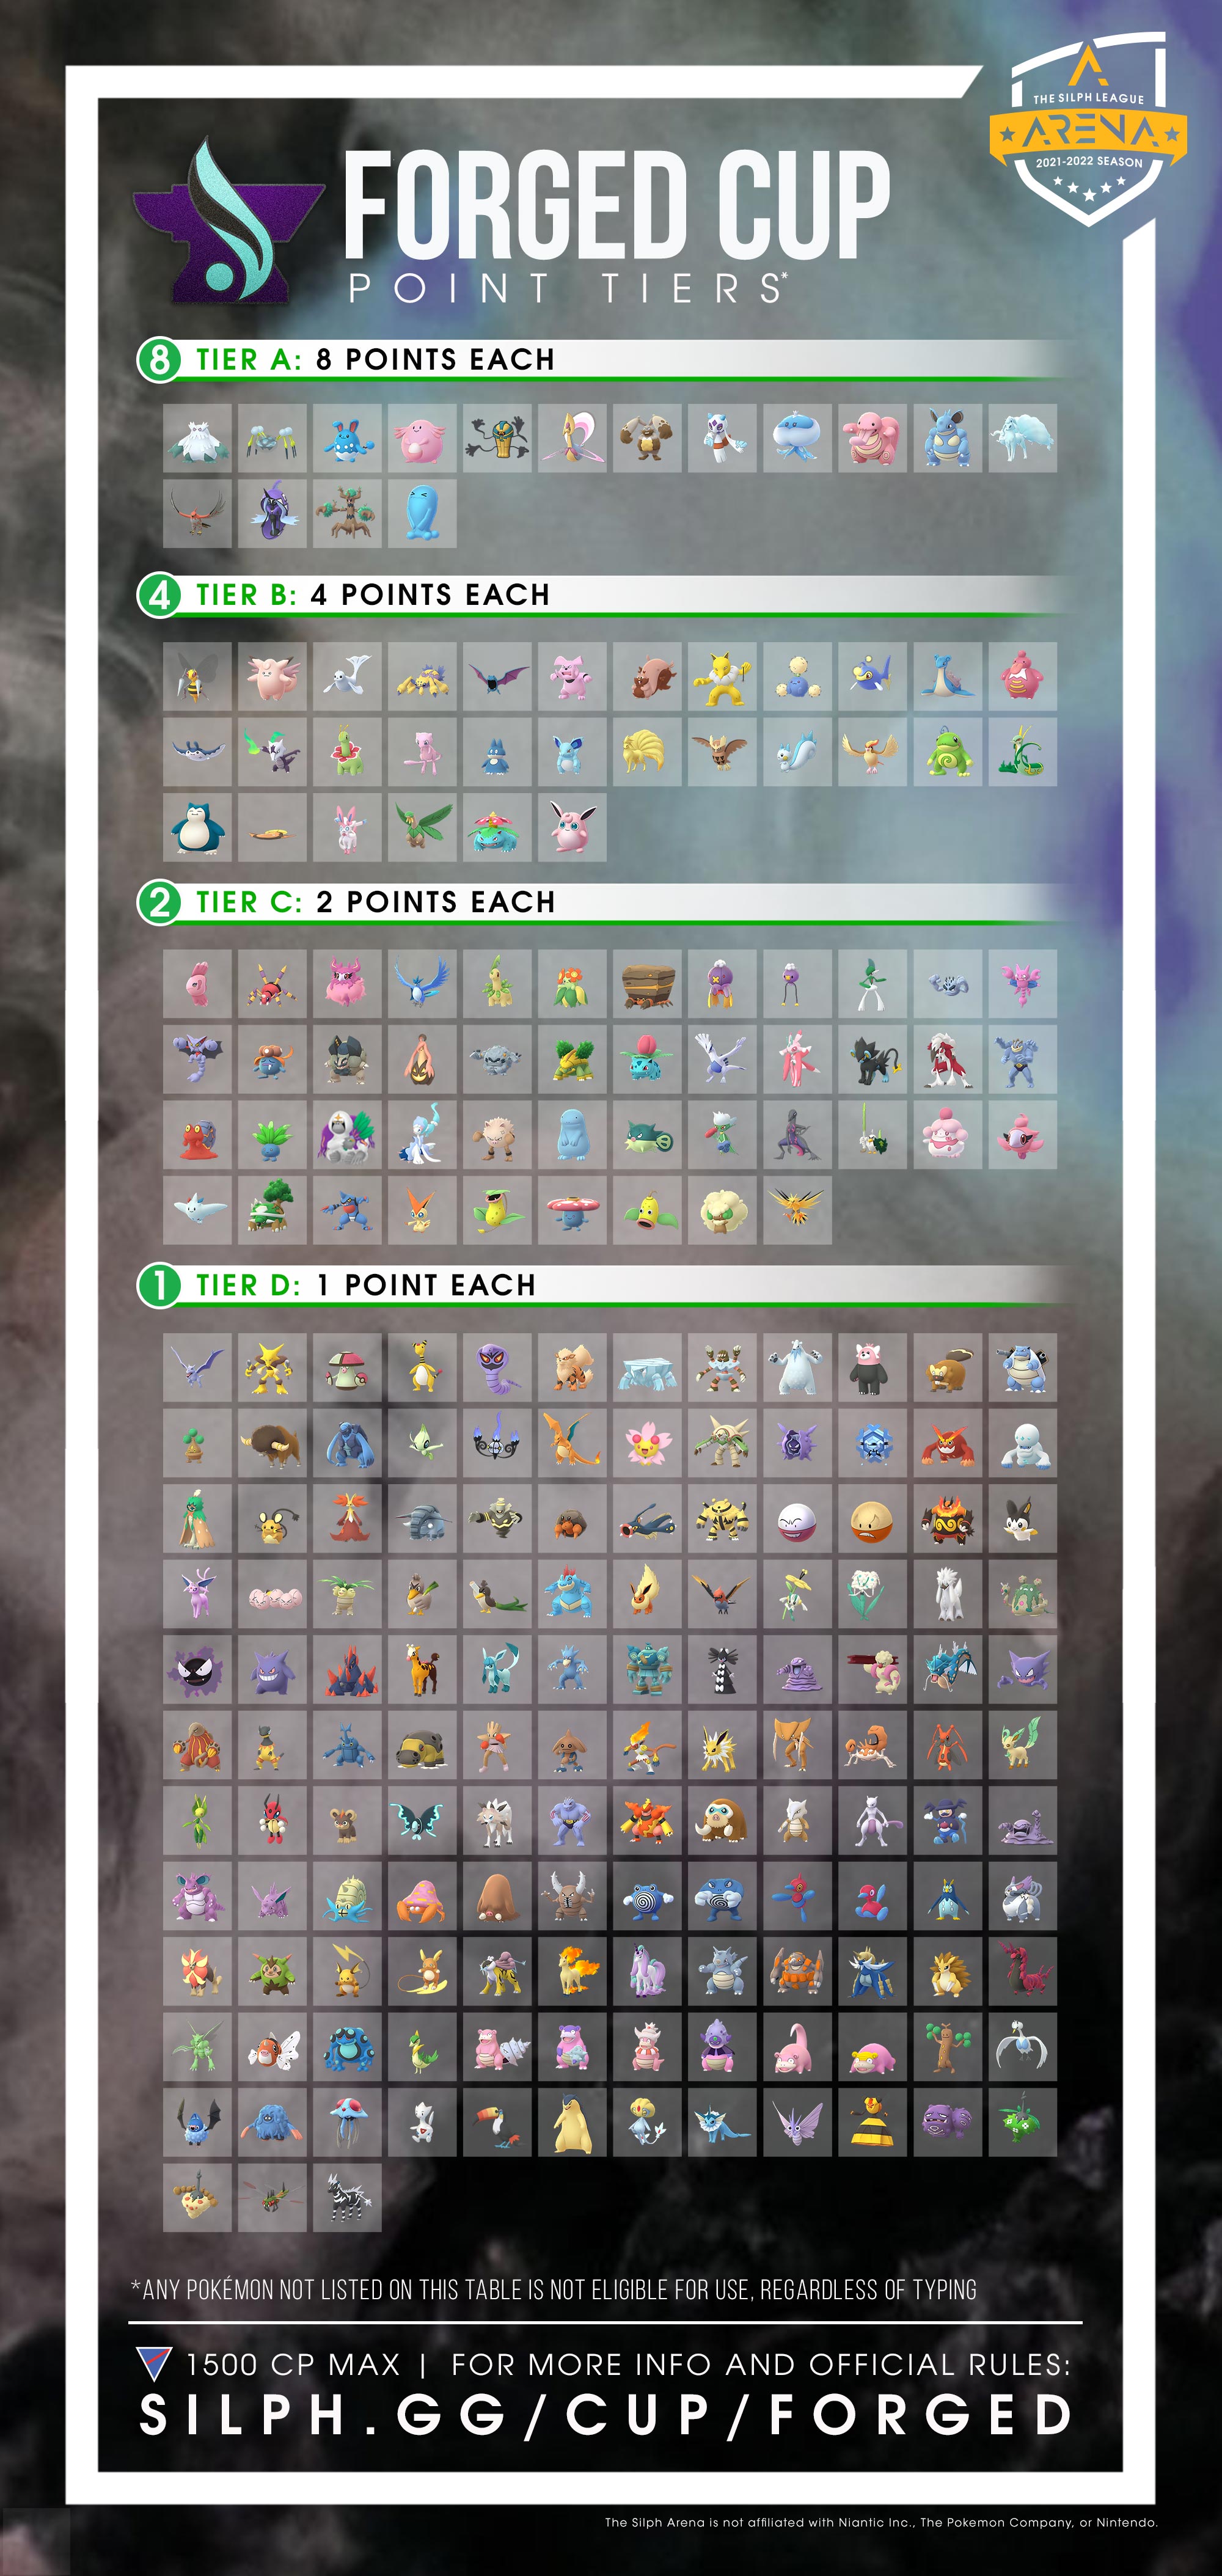 THE SILPH LEAGUE
ARENA
2021-2022 SEASON
FORGED CUP
POINT TIERS*
8 TIER A: 8 POINTS EACH
4 TIER B: 4 POINTS EACH
2 TIER C: 2 POINTS EACH
1 TIER D: 1 POINT EACH
*ANY POKÉMON NOT LISTED ON THIS TABLE IS NOT ELIGIBLE FOR USE, REGARDLESS OF TYPING
1500 CP MAX | FOR MORE INFO AND OFFICIAL RULES:
SILPH.GG/CUP/FORGED
The Silph Arena is not affiliated with Niantic Inc., The Pokemon Company, or Nintendo.